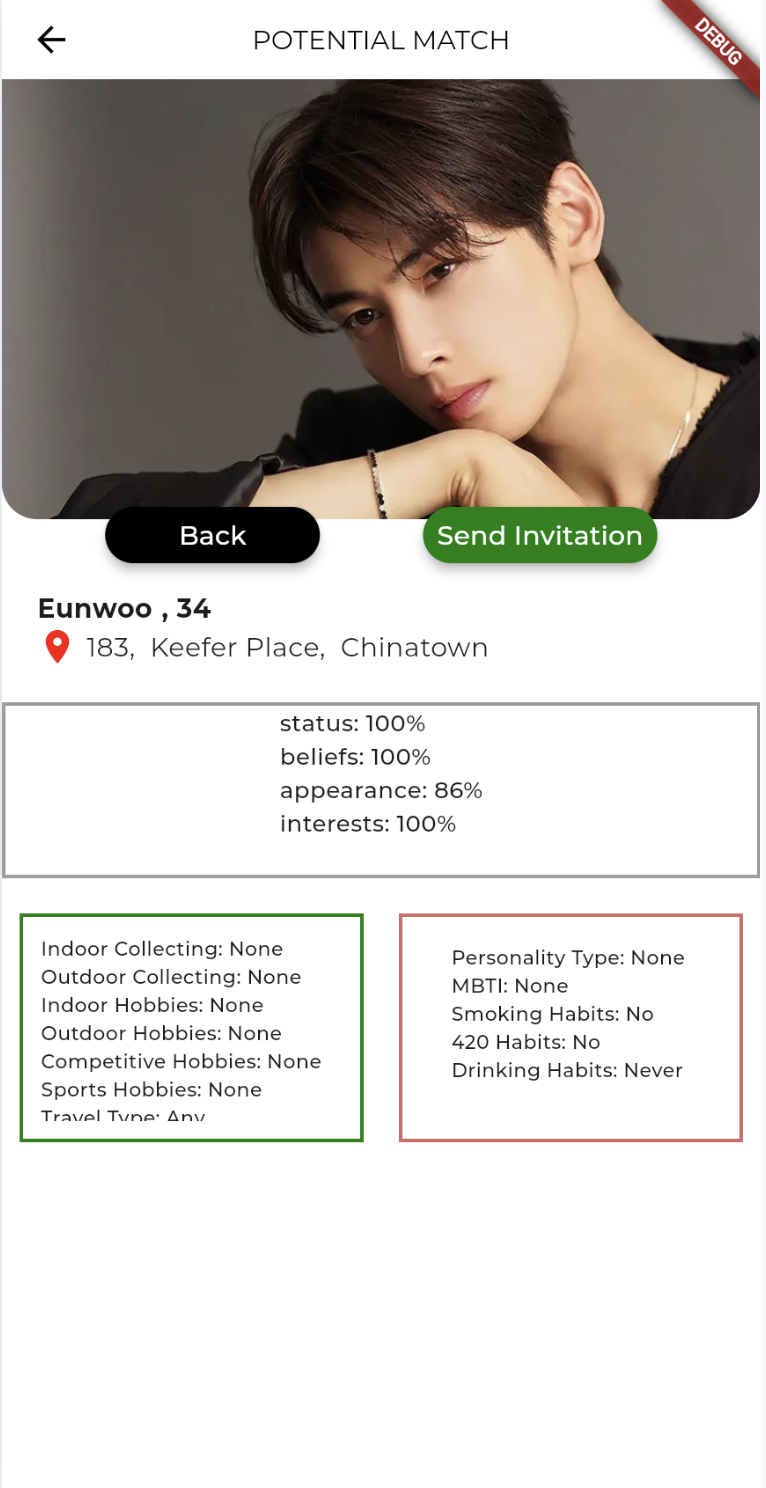 POTENTIAL MATCH
DEBUG
Back
Send Invitation
Eunwoo , 34
183, Keefer Place, Chinatown
status: 100%
beliefs: 100%
appearance: 86%
interests: 100%
Indoor Collecting: None
Outdoor Collecting: None
Indoor Hobbies: None
Outdoor Hobbies: None
Competitive Hobbies: None
Sports Hobbies: None
Travel Type: Any
Personality Type: None
MBTI: None
Smoking Habits: No
420 Habits: No
Drinking Habits: Never